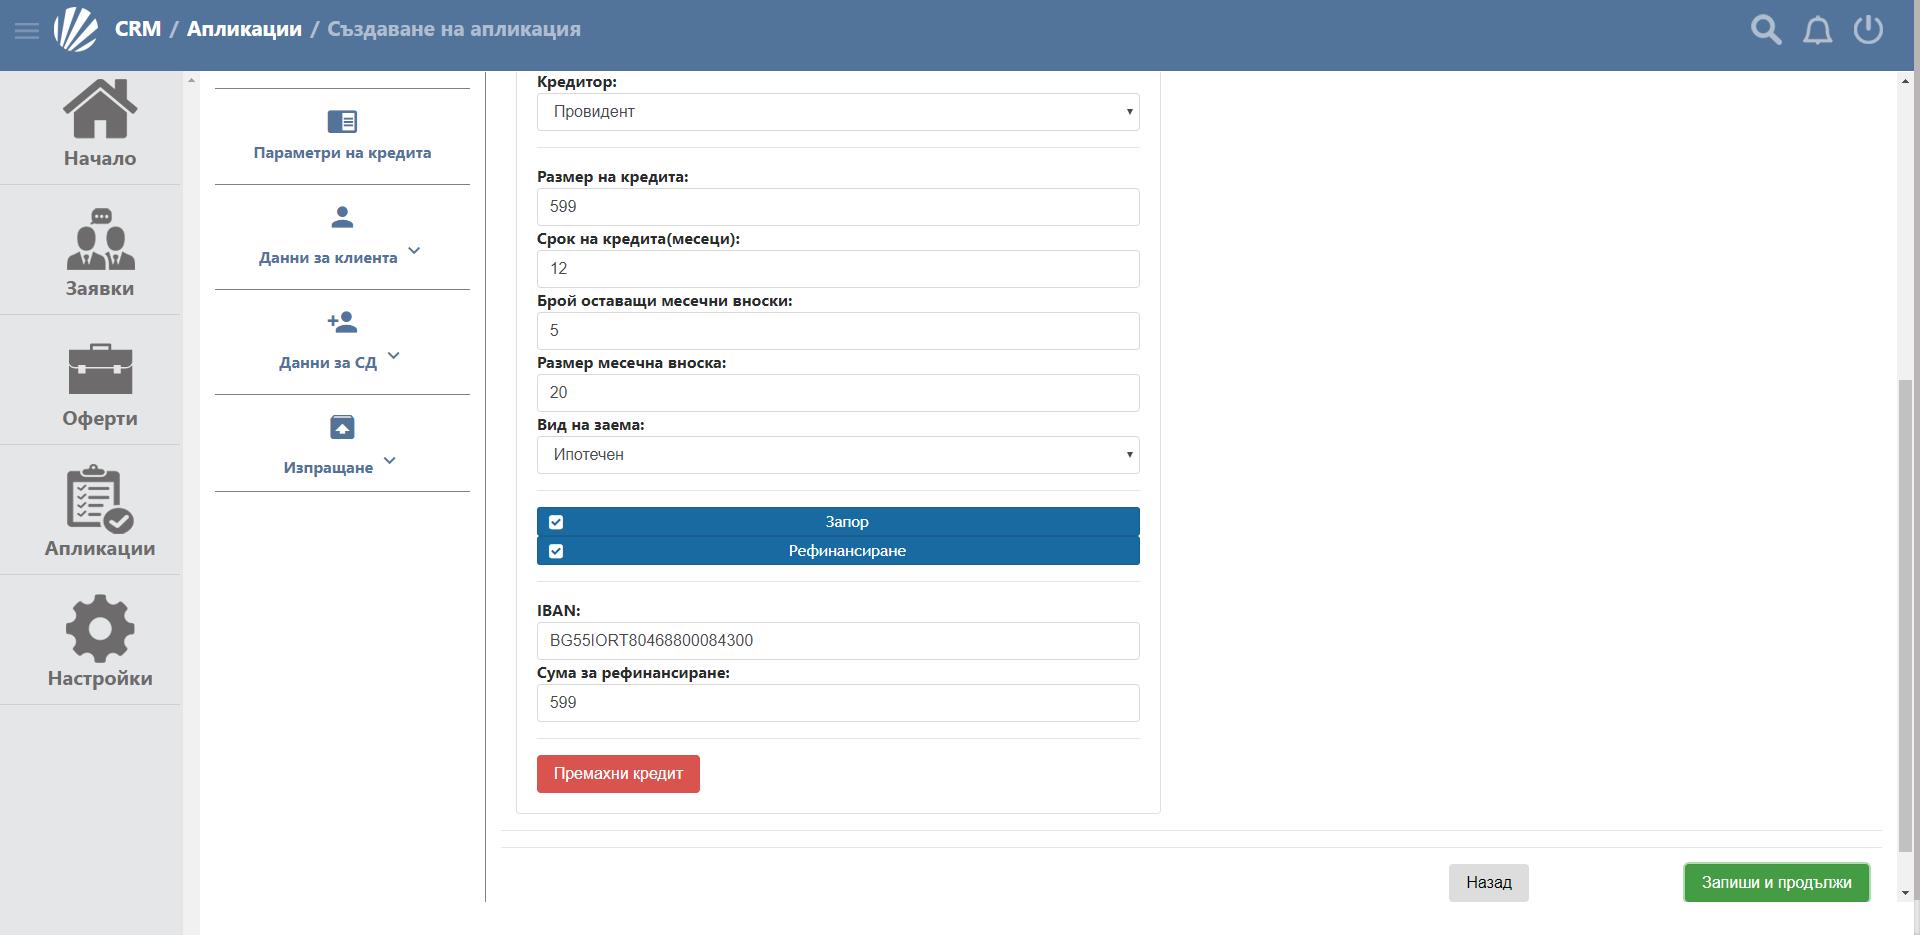 CRM / Апликации / Създаване на апликация
Начало
Заявки
Оферти
Апликации
Настройки
Параметри на кредита
Данни за клиента
Данни за СД
Изпращане
Кредитор:
Провидент
Размер на кредита:
599
Срок на кредита(месеци):
12
Брой оставащи месечни вноски:
5
Размер месечна вноска:
20
Вид на заема:
Ипотечен
Запор
Рефинансиране
IBAN:
BG55IORT80468800084300
Сума за рефинансиране:
599
Премахни кредит
Назад
Запиши и продължи